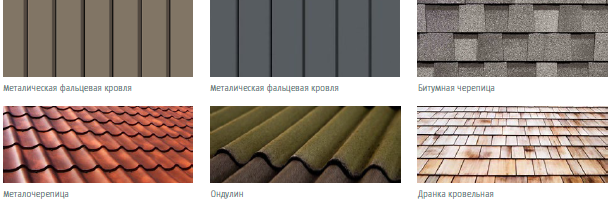 Металическая фальцевая кровля
Металическая фальцевая кровля
Битумная черепица
Металочерепица
Ондулин
Дранка кровельная